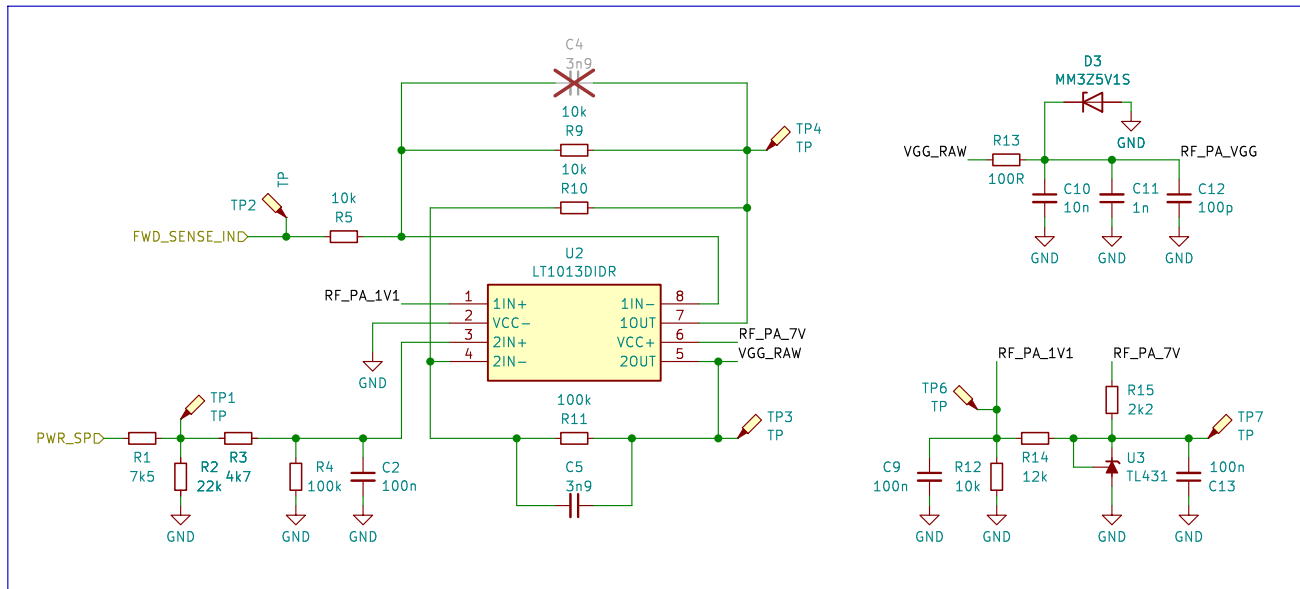 C4
3n9
10k
R9
TP4
TP
10k
R10
TP
TP2
10k
R5
FWD_SENSE_IN
U2
LT1013DIDR
RF_PA_1V1
1
1IN+
1IN-
8
2
VCC-
1OUT
7
3
2IN+
VCC+
6
RF_PA_7V
4
2IN-
2OUT
5
VGG_RAW
GND
100k
R11
TP3
TP
C5
3n9
TP1
TP
PWR_SP
R1
7k5
R2
22k
R3
4k7
R4
100k
C2
100n
GND
GND
GND
D3
MM3Z5V1S
GND
VGG_RAW
R13
100R
RF_PA_VGG
C10
10n
C11
1n
C12
100p
GND
GND
GND
RF_PA_1V1
RF_PA_7V
TP6
TP
R15
2k2
TP7
TP
C9
100n
R12
10k
R14
12k
U3
TL431
100n
C13
GND
GND
GND
GND